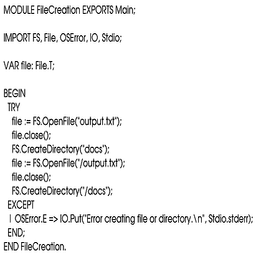 MODULE FileCreation EXPORTS Main;
IMPORT FS, File, OSError, IO, Stdio;
VAR file: File.T;
BEGIN
TRY
file := FS.OpenFile("output.txt");
file.close();
FS.CreateDirectory("docs");
file := FS.OpenFile("/output.txt");
file.close();
FS.CreateDirectory("/docs");
EXCEPT
| OSError.E => IO.Put("Error creating file or directory.\n", Stdio.stderr);
END;
END FileCreation.